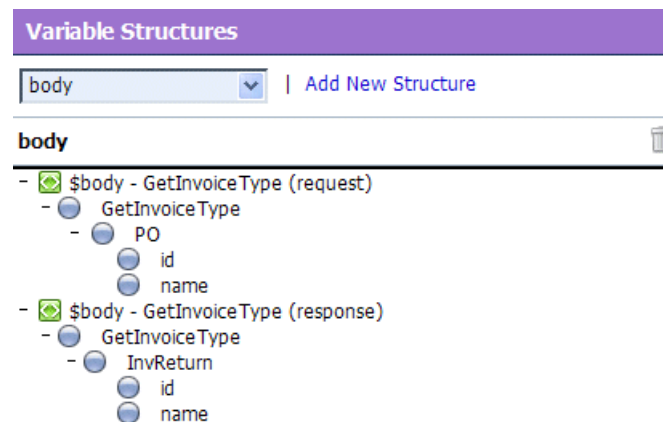 Variable Structures
body | Add New Structure
body
- $body - GetInvoiceType (request)
- GetInvoiceType
- PO
id
name
- $body - GetInvoiceType (response)
- GetInvoiceType
- InvReturn
id
name